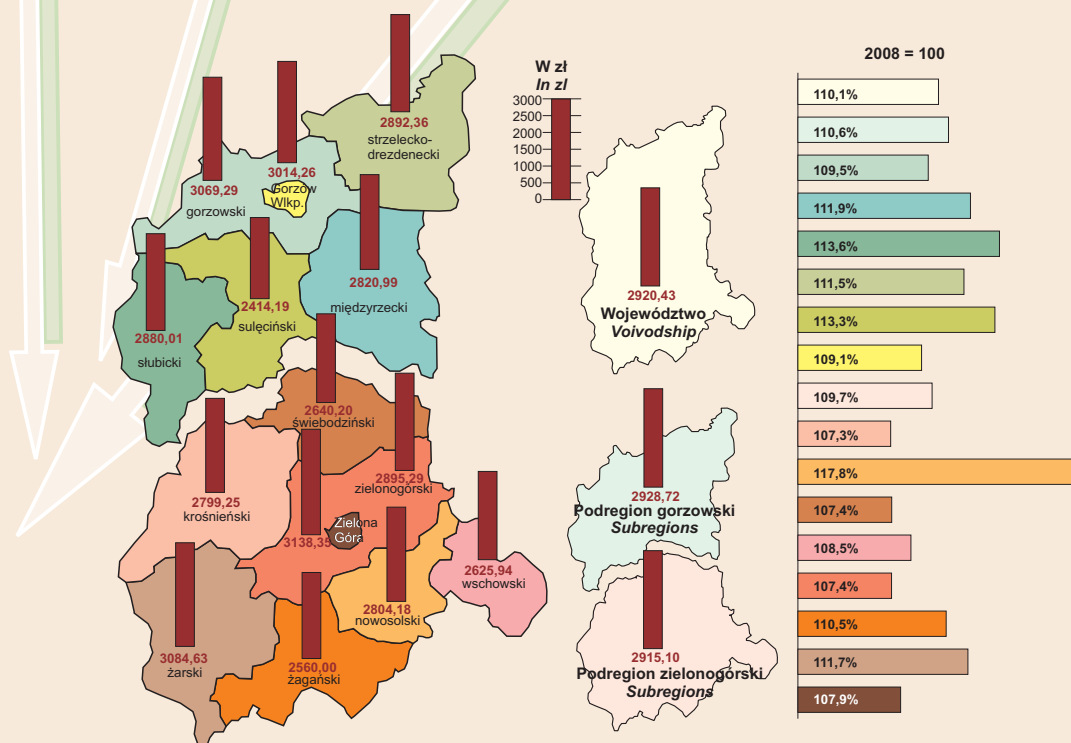 2892,36
strzelecko-
drezdenecki
3014,26
Gorzów
Wlkp.
3069,29
gorzowski
2820,99
międzyrzecki
2414,19
sulęciński
2880,01
słubicki
2640,20
świebodziński
2895,29
zielonogórski
2799,25
krośnieński
3138,35
Zielona
Góra
2625,94
wschowski
2804,18
nowosolski
3084,63
żarski
2560,00
żagański
W zł
In zl
3000
2500
2000
1500
1000
500
0
2920,43
Województwo
Voivodship
2928,72
Podregion gorzowski
Subregions
2915,10
Podregion zielonogórski
Subregions
2008 = 100
110,1%
110,6%
109,5%
111,9%
113,6%
111,5%
113,3%
109,1%
109,7%
107,3%
117,8%
107,4%
108,5%
107,4%
110,5%
111,7%
107,9%